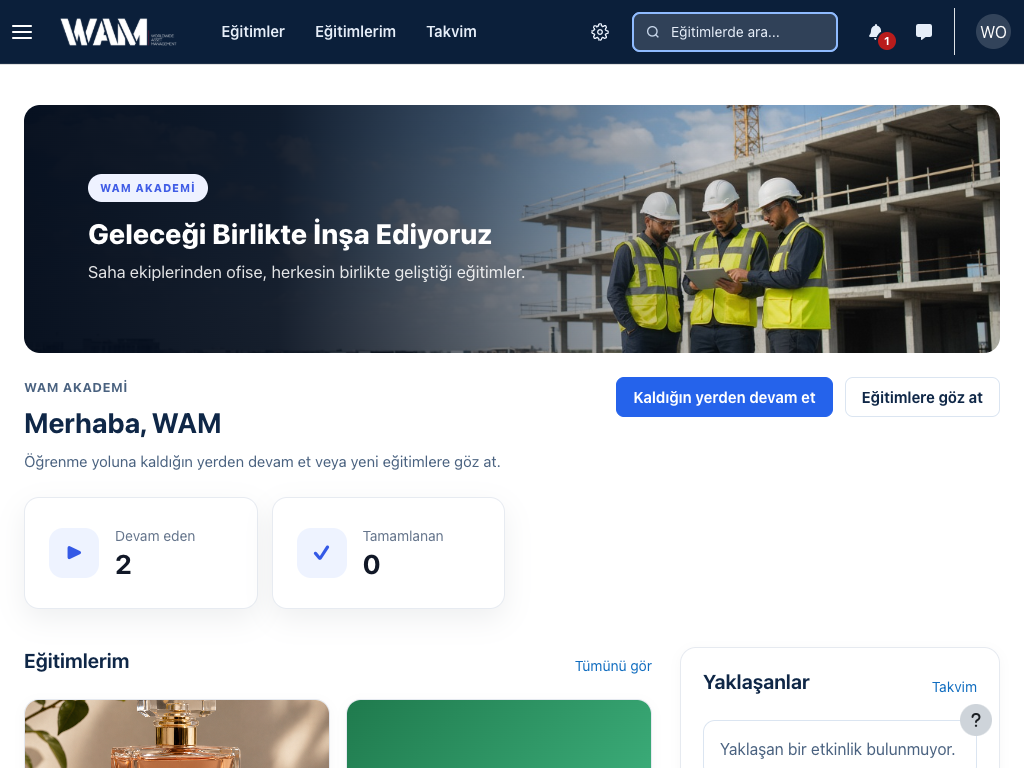 WAM
WORLDWIDE
ASSET
MANAGEMENT
Eğitimler
Eğitimlerim
Takvim
Eğitimlerde ara...
1
WO
WAM AKADEMİ
Geleceği Birlikte İnşa Ediyoruz
Saha ekiplerinden ofise, herkesin birlikte geliştiği eğitimler.
WAM AKADEMİ
Merhaba, WAM
Öğrenme yoluna kaldığın yerden devam et veya yeni eğitimlere göz at.
Kaldığın yerden devam et
Eğitimlere göz at
Devam eden
2
Tamamlanan
0
Eğitimlerim
Tümünü gör
Yaklaşanlar
Takvim
?
Yaklaşan bir etkinlik bulunmuyor.